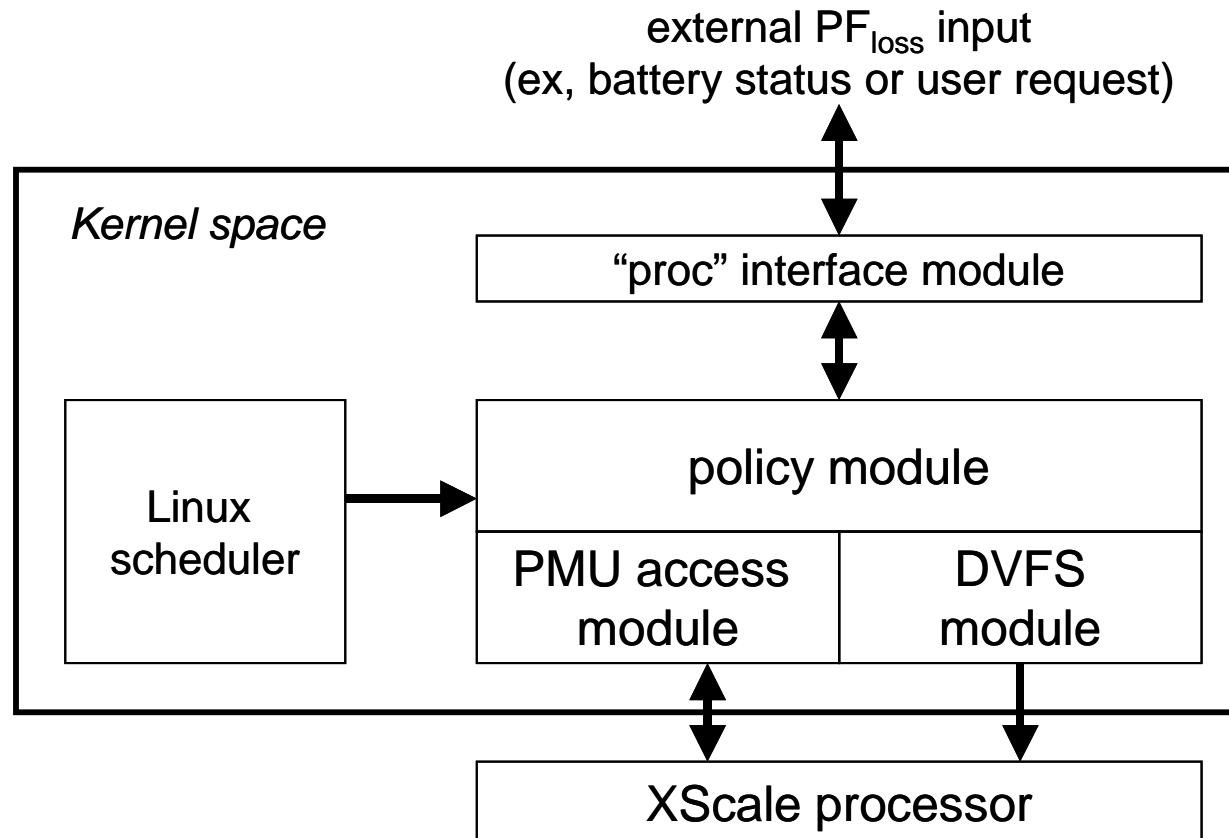 external PFloss input
(ex, battery status or user request)
Kernel space
“proc” interface module
policy module
Linux
scheduler
PMU access
module
DVFS
module
XScale processor